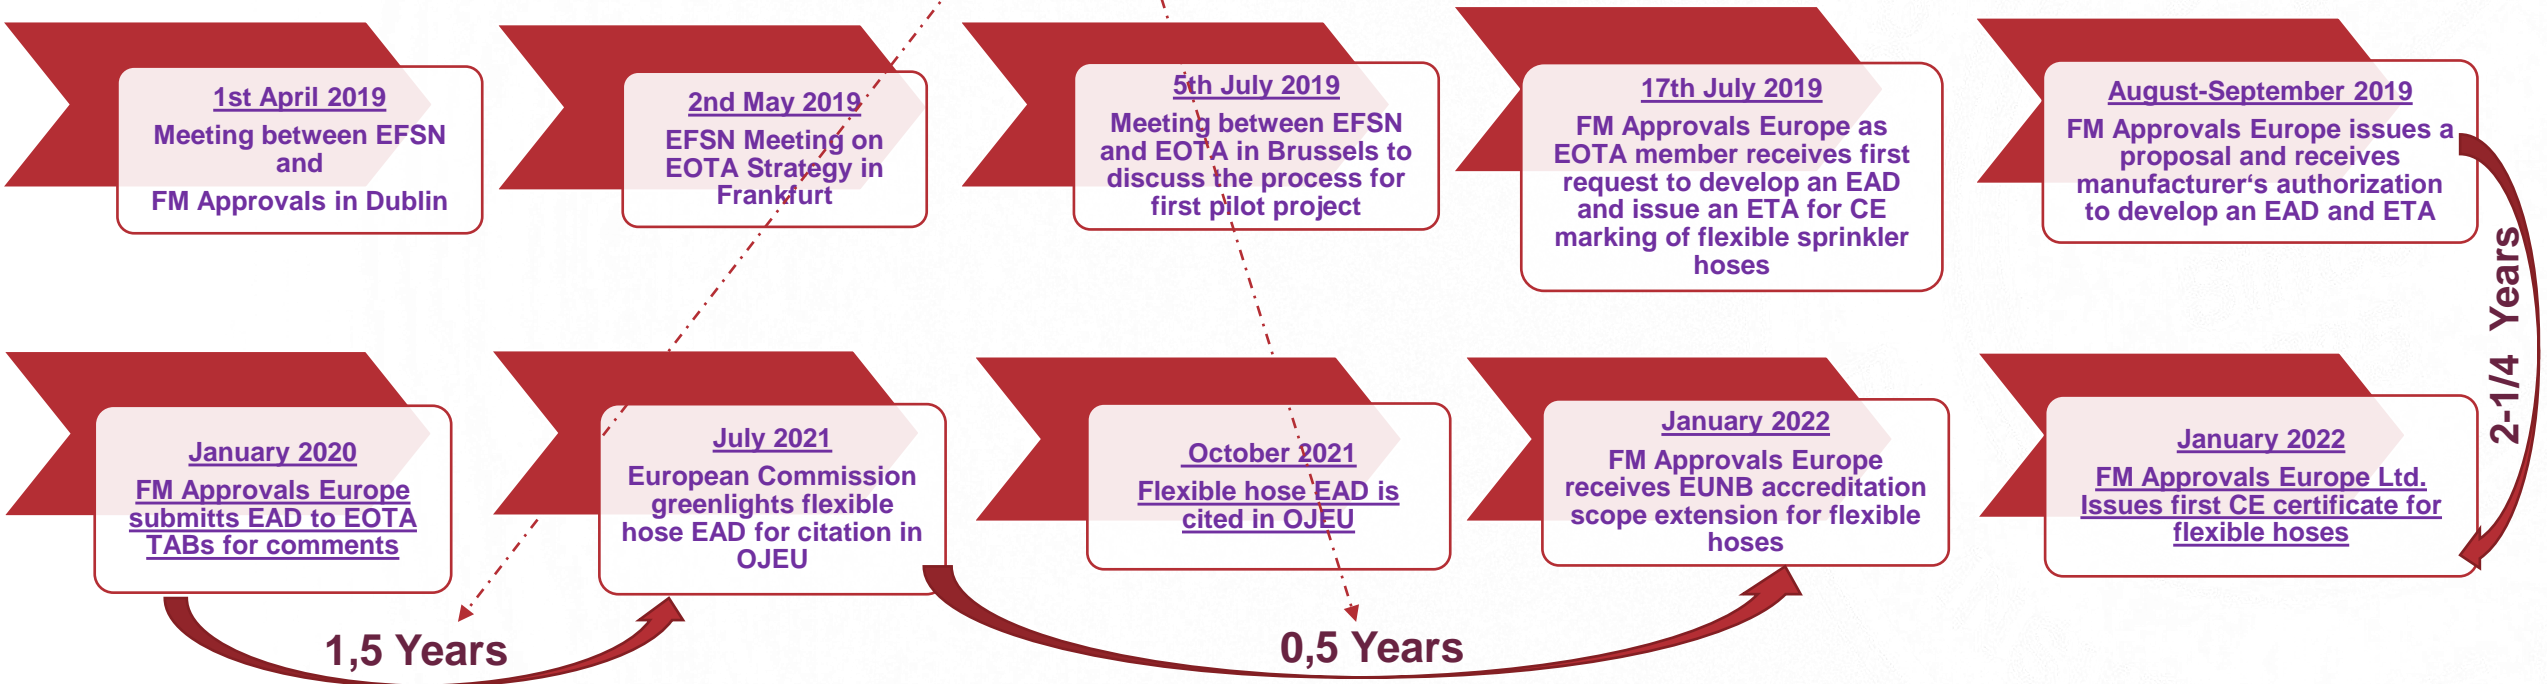 1st April 2019
Meeting between EFSN
and
FM Approvals in Dublin
2nd May 2019
EFSN Meeting on
EOTA Strategy in
Frankfurt
5th July 2019
Meeting between EFSN
and EOTA in Brussels to
discuss the process for
first pilot project
17th July 2019
FM Approvals Europe as
EOTA member receives first
request to develop an EAD
and issue an ETA for CE
marking of flexible sprinkler
hoses
August-September 2019
FM Approvals Europe issues a
proposal and receives
manufacturer‘s authorization
to develop an EAD and ETA
2-1/4 Years
January 2020
FM Approvals Europe
submitts EAD to EOTA
TABs for comments
July 2021
European Commission
greenlights flexible
hose EAD for citation in
OJEU
October 2021
Flexible hose EAD is
cited in OJEU
January 2022
FM Approvals Europe
receives EUNB accreditation
scope extension for flexible
hoses
January 2022
FM Approvals Europe Ltd.
Issues first CE certificate for
flexible hoses
1,5 Years
0,5 Years